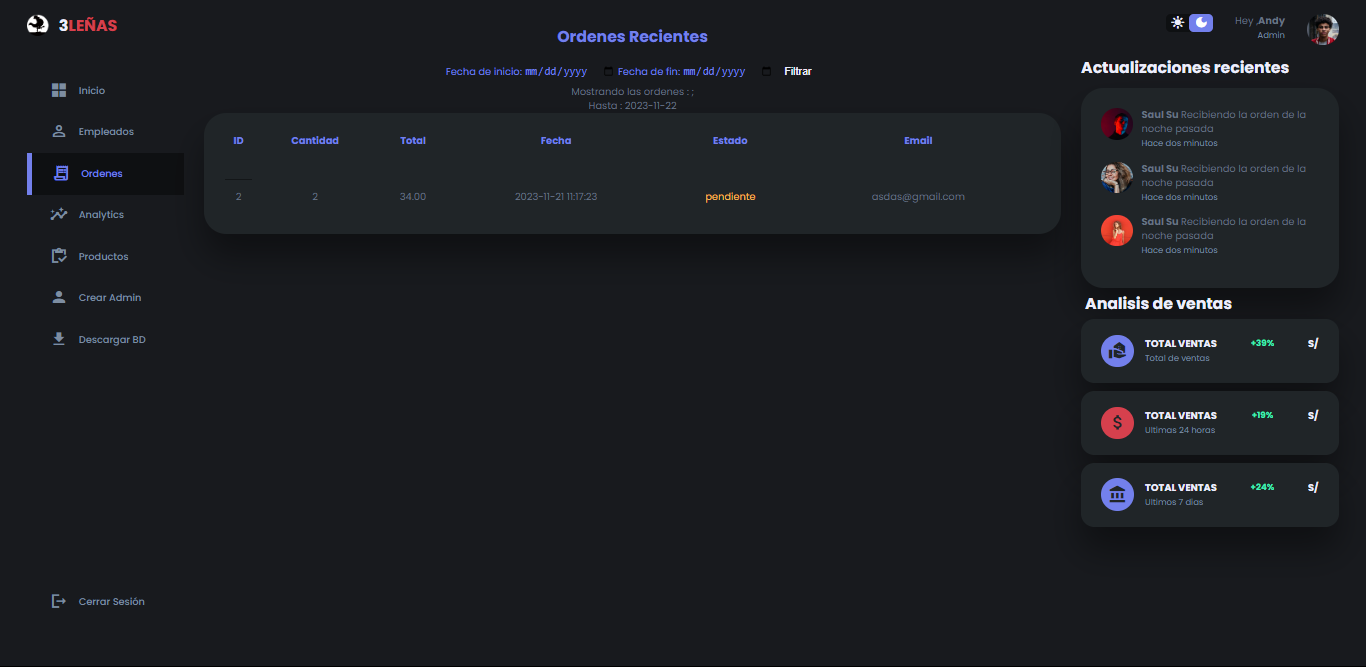 3LEÑAS
Inicio
Empleados
Ordenes
Analytics
Productos
Crear Admin
Descargar BD
Cerrar Sesión
Ordenes Recientes
Fecha de inicio: mm/dd/yyyy Fecha de fin: mm/dd/yyyy Filtrar
Mostrando las ordenes : ;
Hasta : 2023-11-22
ID Cantidad Total Fecha Estado Email
2 2 34.00 2023-11-21 11:17:23 pendiente asdas@gmail.com
Hey ,Andy
Admin
Actualizaciones recientes
Saul Su Recibiendo la orden de la
noche pasada
Hace dos minutos
Saul Su Recibiendo la orden de la
noche pasada
Hace dos minutos
Saul Su Recibiendo la orden de la
noche pasada
Hace dos minutos
Analisis de ventas
TOTAL VENTAS +39% S/
Total de ventas
TOTAL VENTAS +19% S/
Ultimas 24 horas
TOTAL VENTAS +24% S/
Ultimos 7 dias